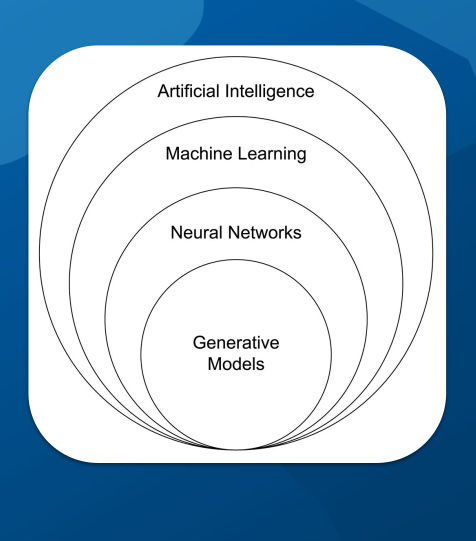 Artificial Intelligence
Machine Learning
Neural Networks
Generative
Models